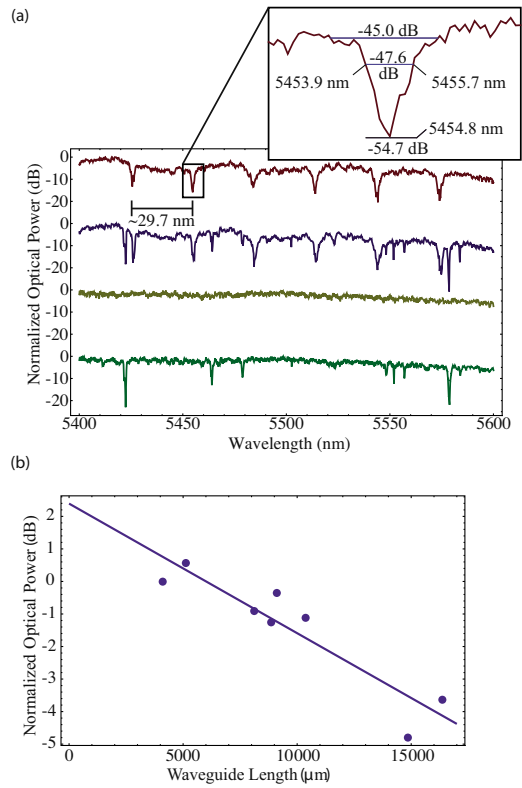 (a)
-45.0 dB
-47.6
dB
5453.9 nm
5455.7 nm
5454.8 nm
-54.7 dB
Normalized Optical Power (dB)
0
-10
-20
~29.7 nm
0
-10
-20
0
-10
-20
0
-10
-20
5400 5450 5500 5550 5600
Wavelength (nm)
(b)
Normalized Optical Power (dB)
2
1
0
-1
-2
-3
-4
-5
0 5000 10000 15000
Waveguide Length (µm)